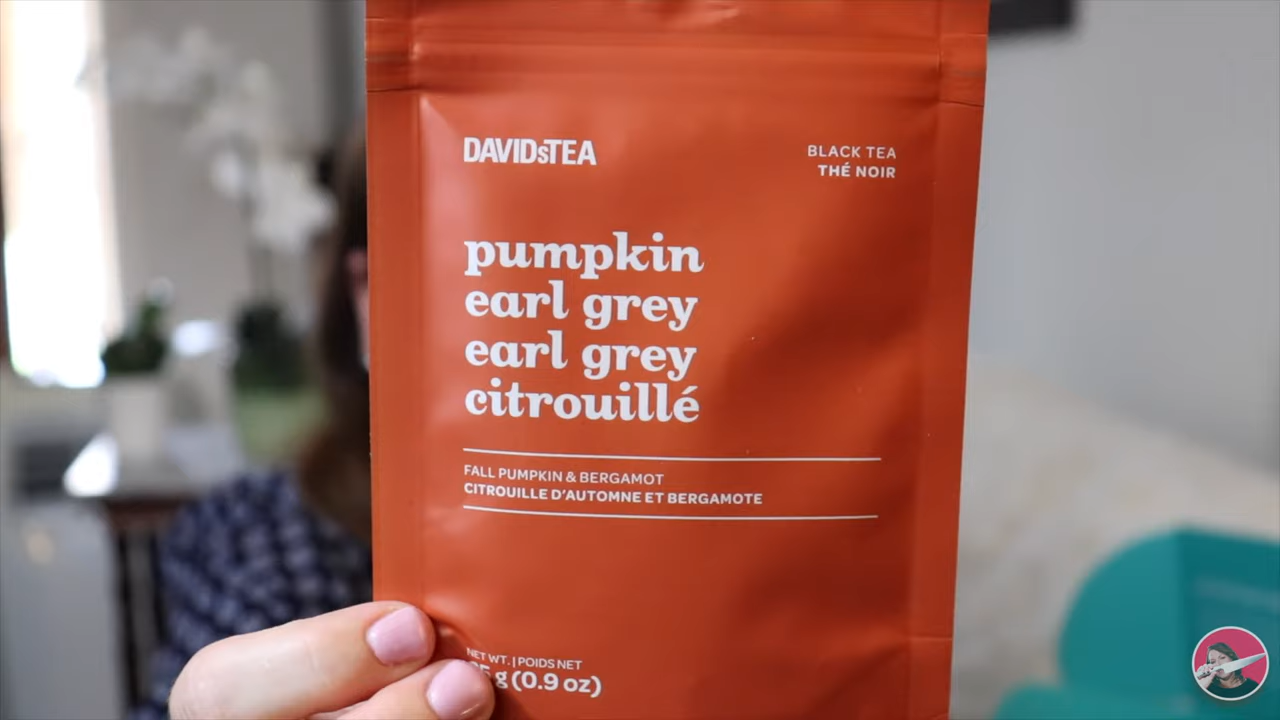 DAVIDsTEA
BLACK TEA
THÉ NOIR
pumpkin
earl grey
earl grey
citrouillé
FALL PUMPKIN & BERGAMOT
CITROUILLE D'AUTOMNE ET BERGAMOTE
NET WT. | POIDS NET
g (0.9 oz)